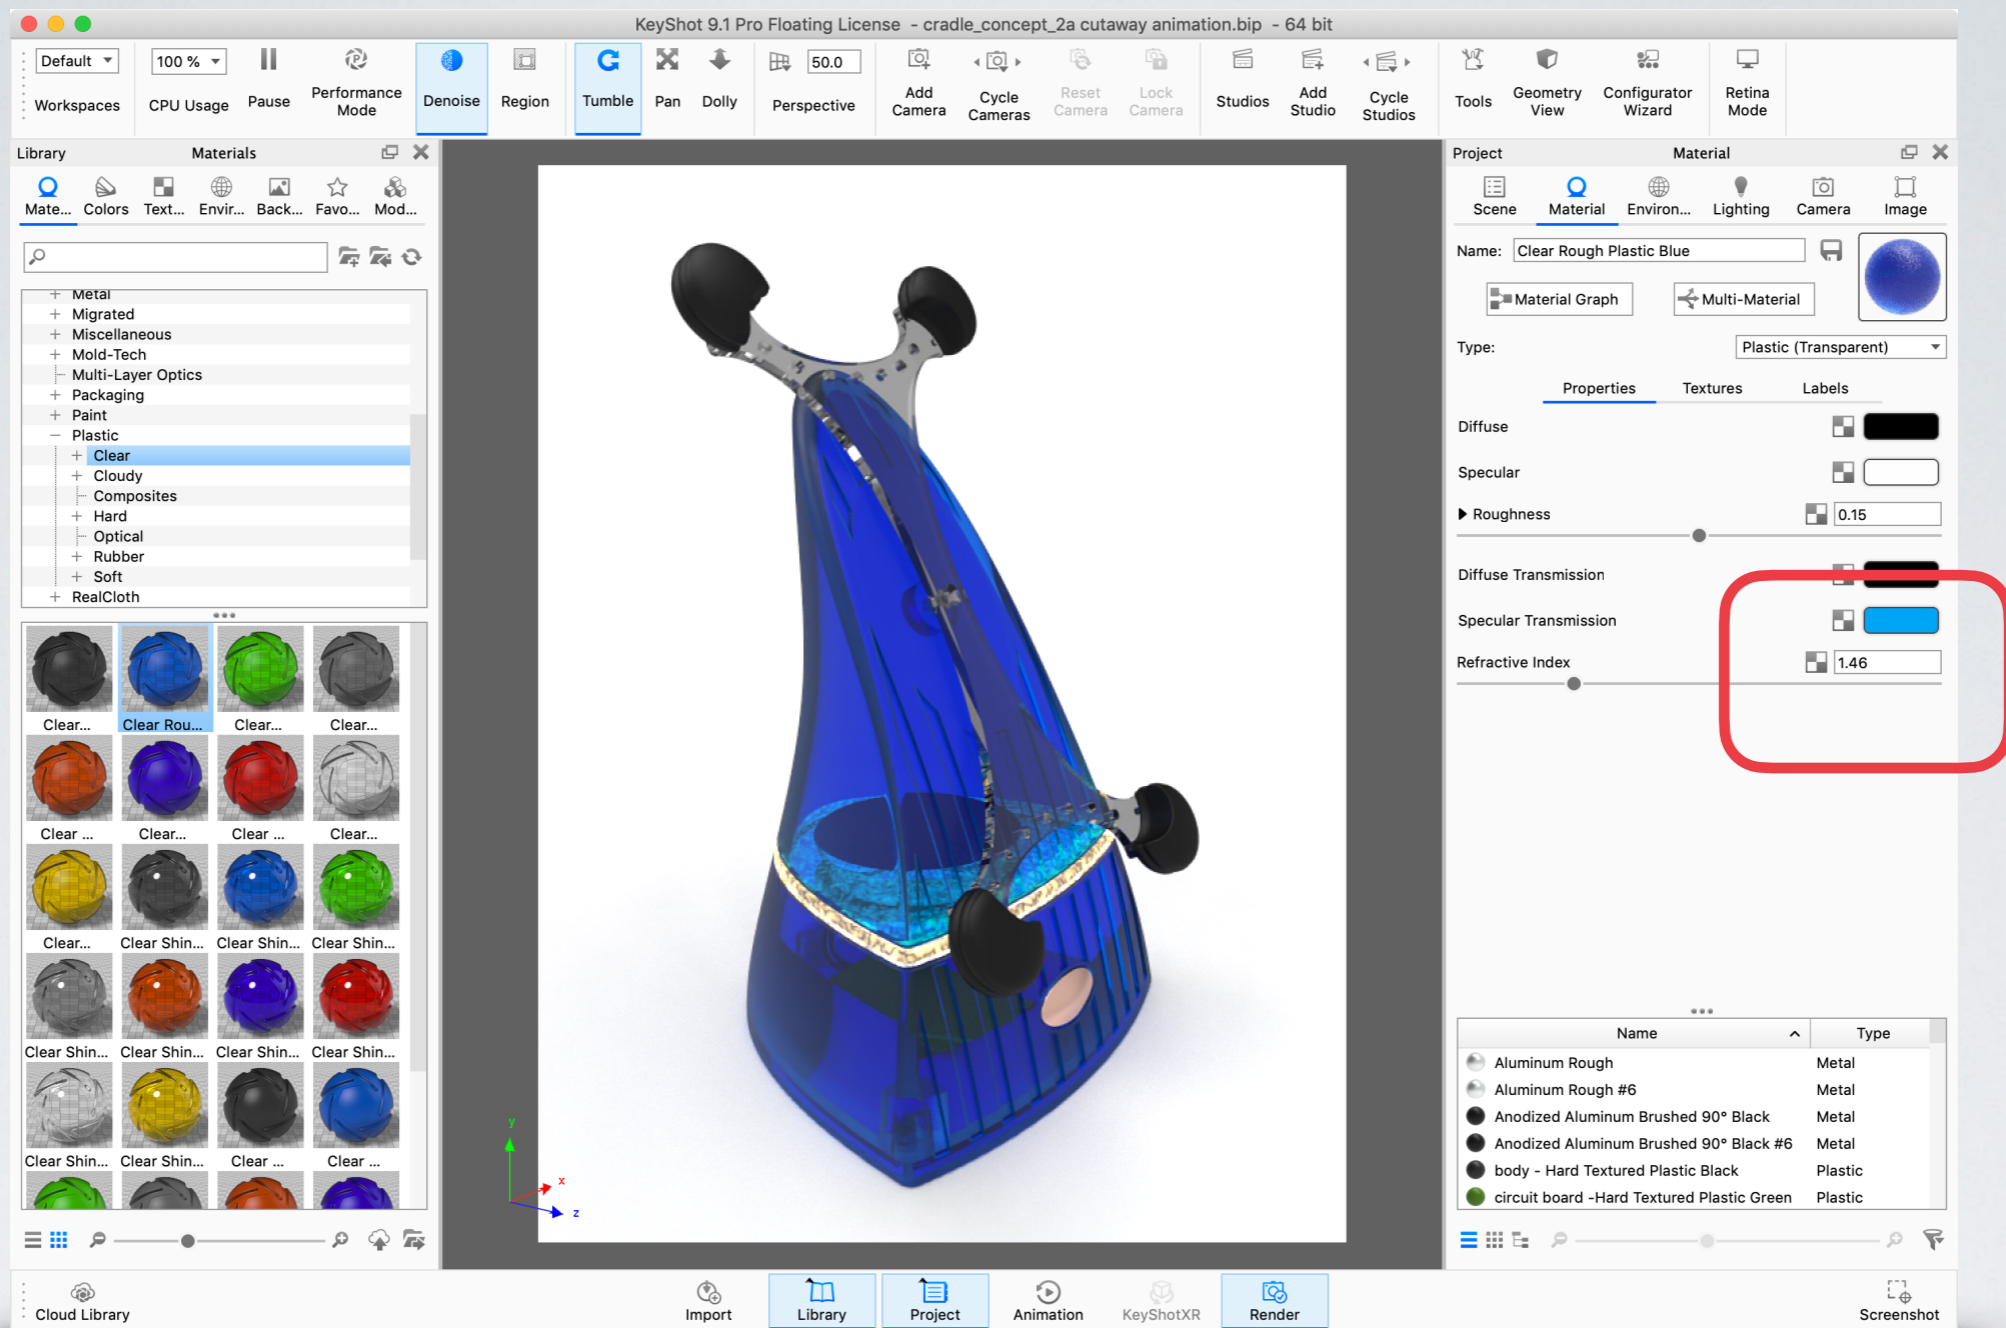 KeyShot 9.1 Pro Floating License - cradle_concept_2a cutaway animation.bip - 64 bit
Default
Workspaces
100 %
CPU Usage
Pause
Performance
Mode
Denoise
Region
Tumble
Pan
Dolly
50.0
Perspective
Add
Camera
Cycle
Cameras
Reset
Camera
Lock
Camera
Studios
Add
Studio
Cycle
Studios
Tools
Geometry
View
Configurator
Wizard
Retina
Mode
Library
Materials
Mate...
Colors
Text...
Envir...
Back...
Favo...
Mod...
Metal
Migrated
Miscellaneous
Mold-Tech
Multi-Layer Optics
Packaging
Paint
Plastic
Clear
Cloudy
Composites
Hard
Optical
Rubber
Soft
RealCloth
Clear... Clear Rou... Clear... Clear...
Clear ... Clear... Clear ... Clear...
Clear... Clear Shin... Clear Shin... Clear Shin...
Clear Shin... Clear Shin... Clear Shin... Clear Shin...
Clear Shin... Clear Shin... Clear ... Clear ...
y
x
z
Project
Material
Scene
Material
Environ...
Lighting
Camera
Image
Name: Clear Rough Plastic Blue
Material Graph
Multi-Material
Type: Plastic (Transparent)
Properties
Textures
Labels
Diffuse
Specular
Roughness 0.15
Diffuse Transmission
Specular Transmission
Refractive Index 1.46
Name Type
Aluminum Rough Metal
Aluminum Rough #6 Metal
Anodized Aluminum Brushed 90° Black Metal
Anodized Aluminum Brushed 90° Black #6 Metal
body - Hard Textured Plastic Black Plastic
circuit board -Hard Textured Plastic Green Plastic
Cloud Library
Import
Library
Project
Animation
KeyShotXR
Render
Screenshot